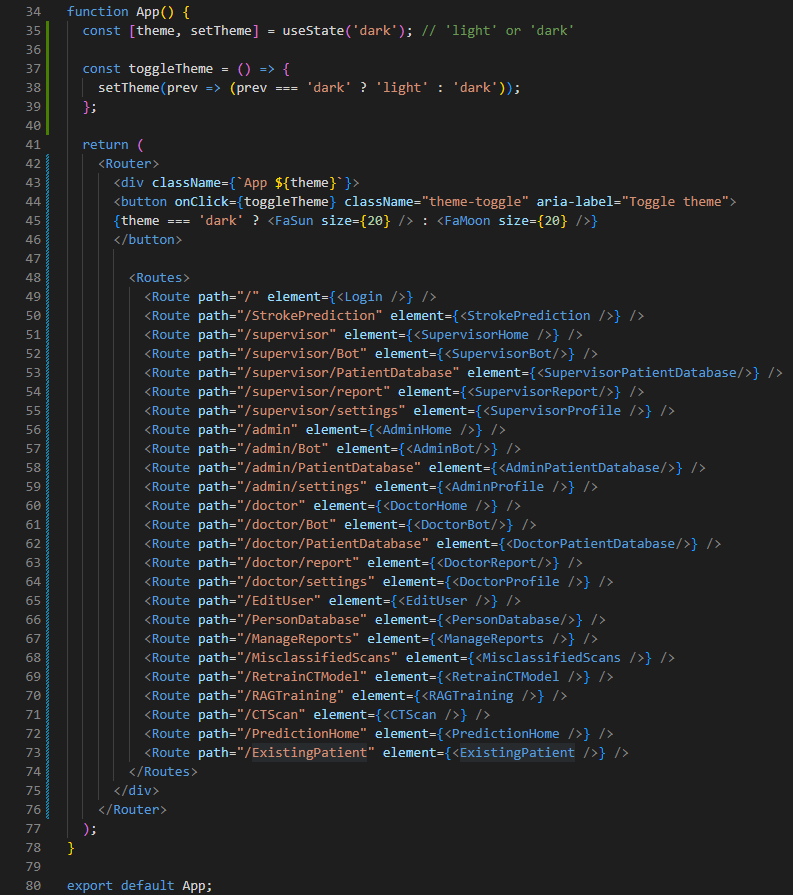 34 function App() {
35   const [theme, setTheme] = useState('dark'); // 'light' or 'dark'
36
37   const toggleTheme = () => {
38     setTheme(prev => (prev === 'dark' ? 'light' : 'dark'));
39   };
40
41   return (
42     <Router>
43       <div className={`App ${theme}`}>
44       <button onClick={toggleTheme} className="theme-toggle" aria-label="Toggle theme">
45       {theme === 'dark' ? <FaSun size={20} /> : <FaMoon size={20} />}
46       </button>
47
48         <Routes>
49           <Route path="/" element={<Login />} />
50           <Route path="/StrokePrediction" element={<StrokePrediction />} />
51           <Route path="/supervisor" element={<SupervisorHome />} />
52           <Route path="/supervisor/Bot" element={<SupervisorBot/>} />
53           <Route path="/supervisor/PatientDatabase" element={<SupervisorPatientDatabase/>} />
54           <Route path="/supervisor/report" element={<SupervisorReport/>} />
55           <Route path="/supervisor/settings" element={<SupervisorProfile />} />
56           <Route path="/admin" element={<AdminHome />} />
57           <Route path="/admin/Bot" element={<AdminBot/>} />
58           <Route path="/admin/PatientDatabase" element={<AdminPatientDatabase/>} />
59           <Route path="/admin/settings" element={<AdminProfile />} />
60           <Route path="/doctor" element={<DoctorHome />} />
61           <Route path="/doctor/Bot" element={<DoctorBot/>} />
62           <Route path="/doctor/PatientDatabase" element={<DoctorPatientDatabase/>} />
63           <Route path="/doctor/report" element={<DoctorReport/>} />
64           <Route path="/doctor/settings" element={<DoctorProfile />} />
65           <Route path="/EditUser" element={<EditUser />} />
66           <Route path="/PersonDatabase" element={<PersonDatabase/>} />
67           <Route path="/ManageReports" element={<ManageReports />} />
68           <Route path="/MisclassifiedScans" element={<MisclassifiedScans />} />
69           <Route path="/RetrainCTModel" element={<RetrainCTModel />} />
70           <Route path="/RAGTraining" element={<RAGTraining />} />
71           <Route path="/CTScan" element={<CTScan />} />
72           <Route path="/PredictionHome" element={<PredictionHome />} />
73           <Route path="/ExistingPatient" element={<ExistingPatient />} />
74         </Routes>
75       </div>
76     </Router>
77   );
78 }
79
80 export default App;